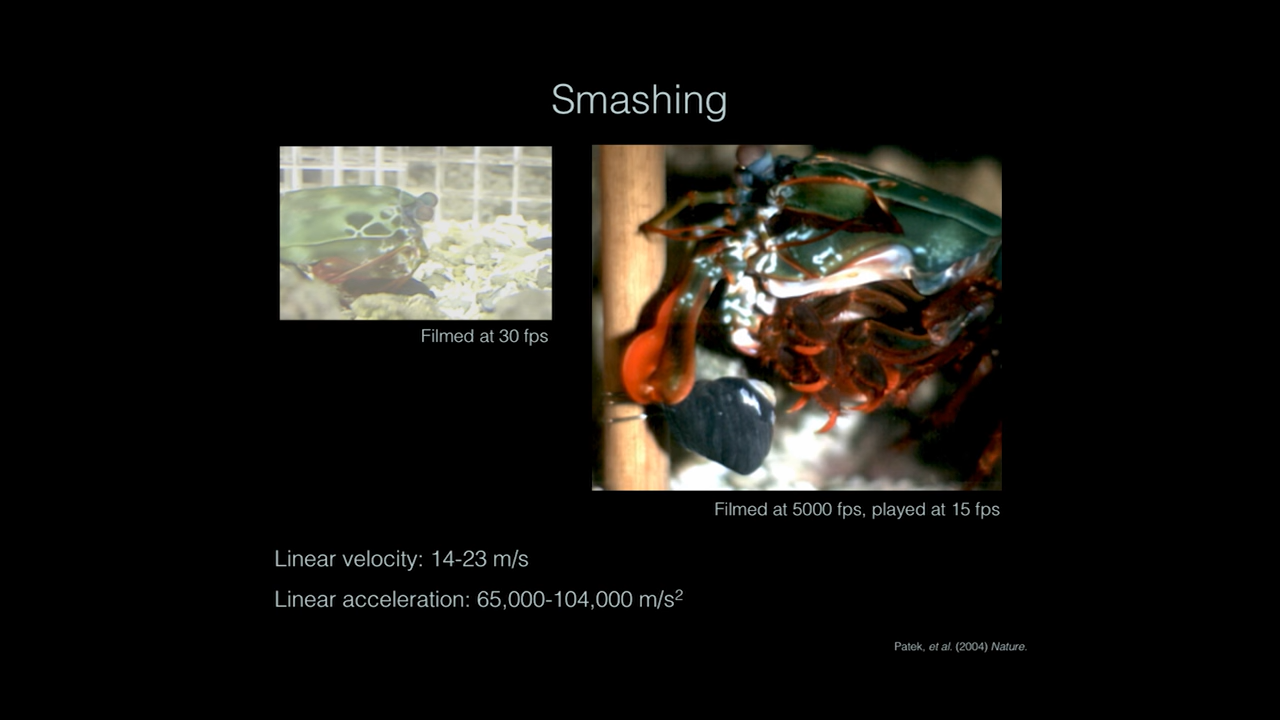 Smashing
Filmed at 30 fps
Filmed at 5000 fps, played at 15 fps
Linear velocity: 14-23 m/s
Linear acceleration: 65,000-104,000 m/s²
Patek, et al. (2004) Nature.